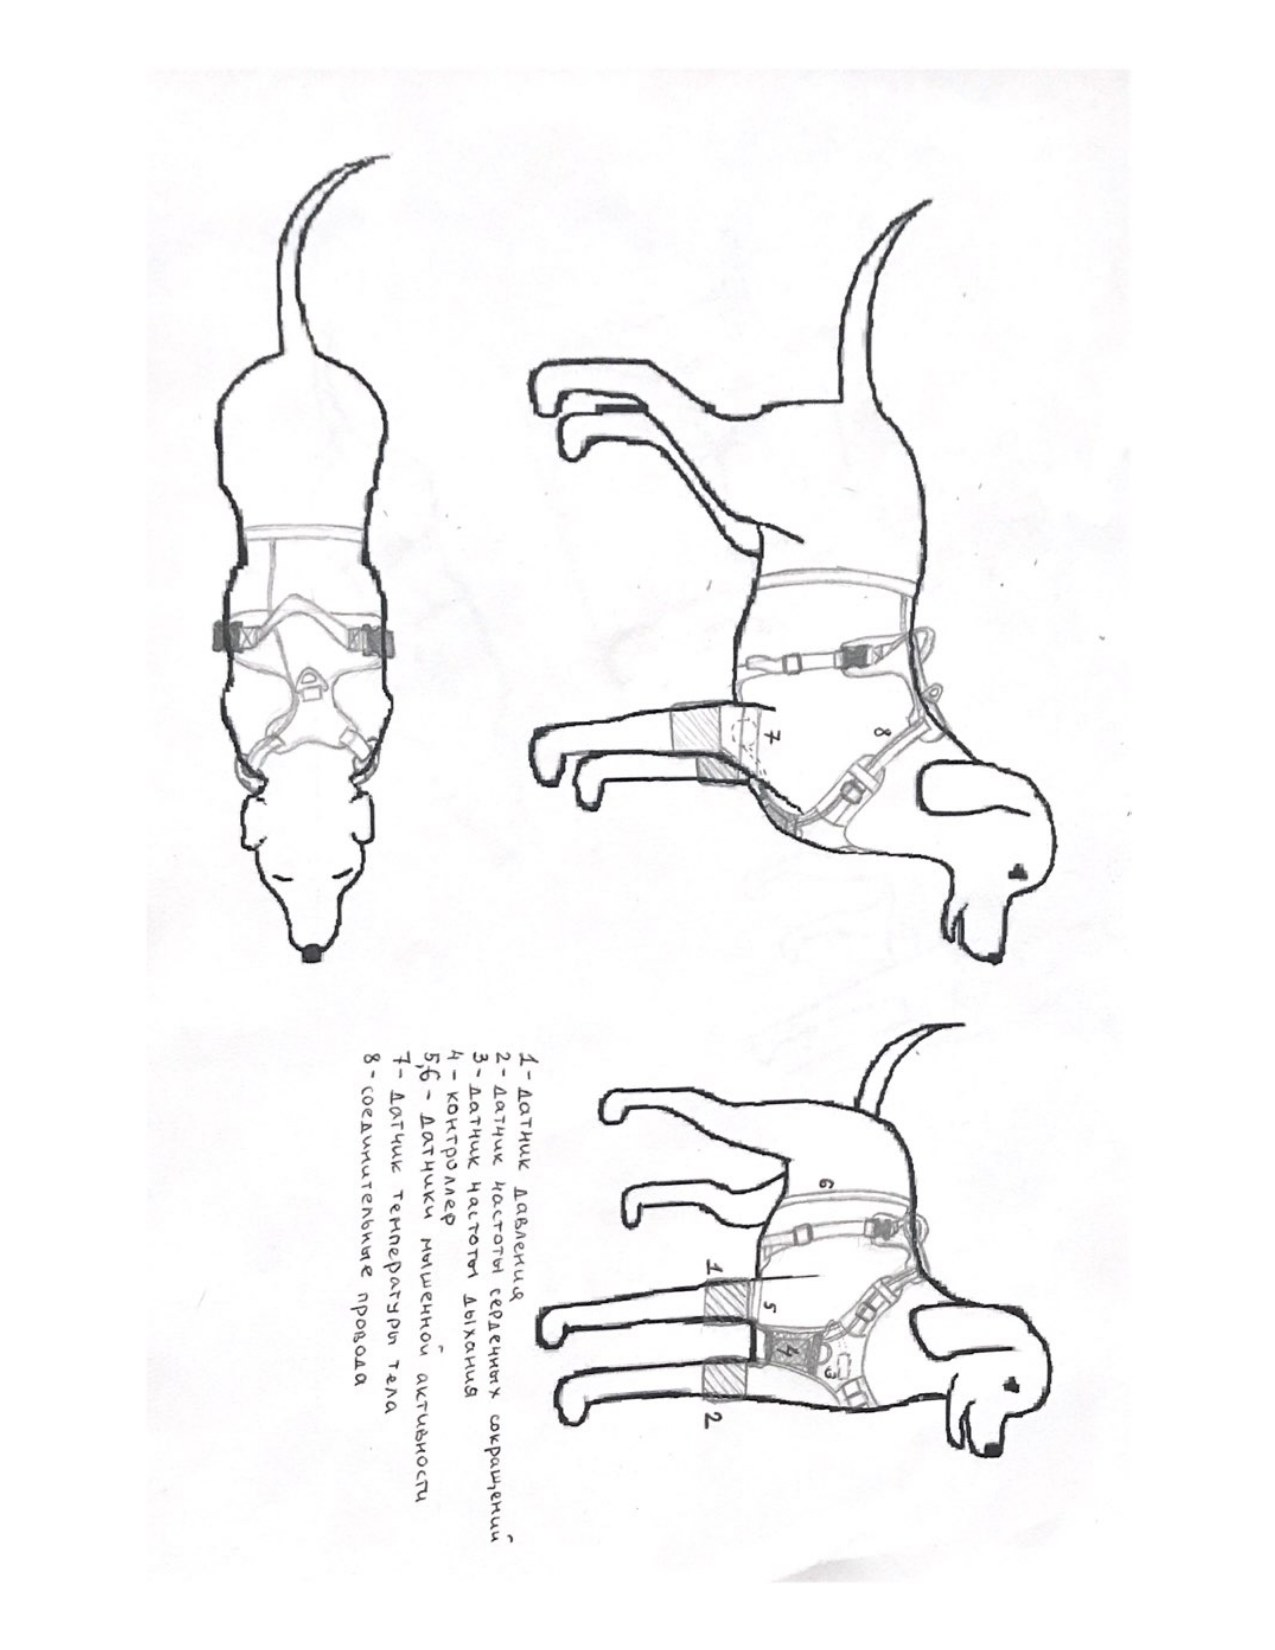 8
7
6
1
5
4
3
2
1 - датчик давления
2 - датчик частоты сердечных сокращений
3 - датчик частоты дыхания
4 - контроллер
5,6 - датчики мышенной активности
7 - датчик температуры тела
8 - соединительные провода